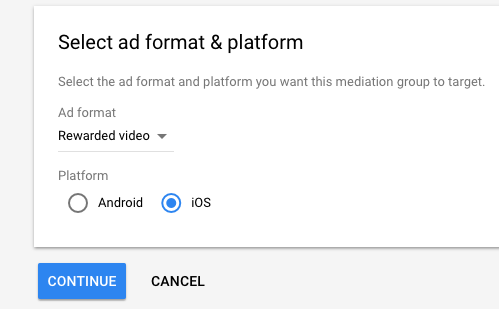 Select ad format & platform
Select the ad format and platform you want this mediation group to target.
Ad format
Rewarded video
Platform
Android iOS
CONTINUE CANCEL